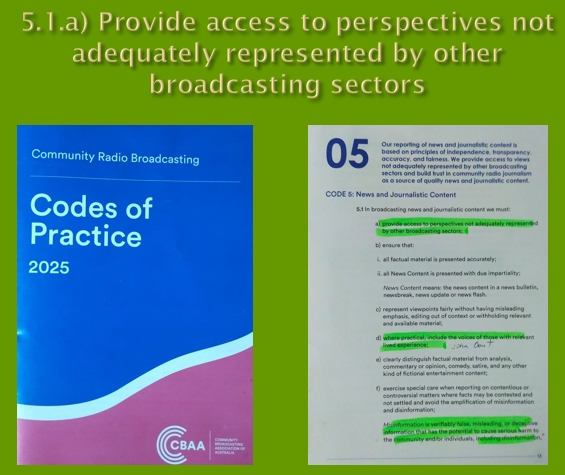 5.1.a) Provide access to perspectives not
adequately represented by other
broadcasting sectors
Community Radio Broadcasting
Codes of
Practice
2025
CBAA
COMMUNITY
BROADCASTING
ASSOCIATION OF
AUSTRALIA
05
Our reporting of news and journalistic content is
based on principles of independence, transparency,
accuracy, and fairness. We provide access to views
not adequately represented by other broadcasting
sectors and build trust in community radio journalism
as a source of quality news and journalistic content.
CODE 5: News and Journalistic Content
5.1 In broadcasting news and journalistic content we must:
a) provide access to perspectives not adequately represented
by other broadcasting sectors;
b) ensure that:
i. all factual material is presented accurately;
ii. all News Content is presented with due impartiality;
News Content means: the news content in a news bulletin,
newsbreak, news update or news flash.
c) represent viewpoints fairly without having misleading
emphasis, editing out of context or withholding relevant
and available material;
d) where practical, include the voices of those with relevant
lived experience;
e) clearly distinguish factual material from analysis,
commentary or opinion, comedy, satire, and any other
kind of fictional entertainment content;
f) exercise special care when reporting on contentious or
controversial matters where facts may be contested and
not settled and avoid the amplification of misinformation
and disinformation;
Misinformation is verifiably false, misleading, or deceptive
information that has the potential to cause serious harm to
the community and/or individuals, including disinformation,